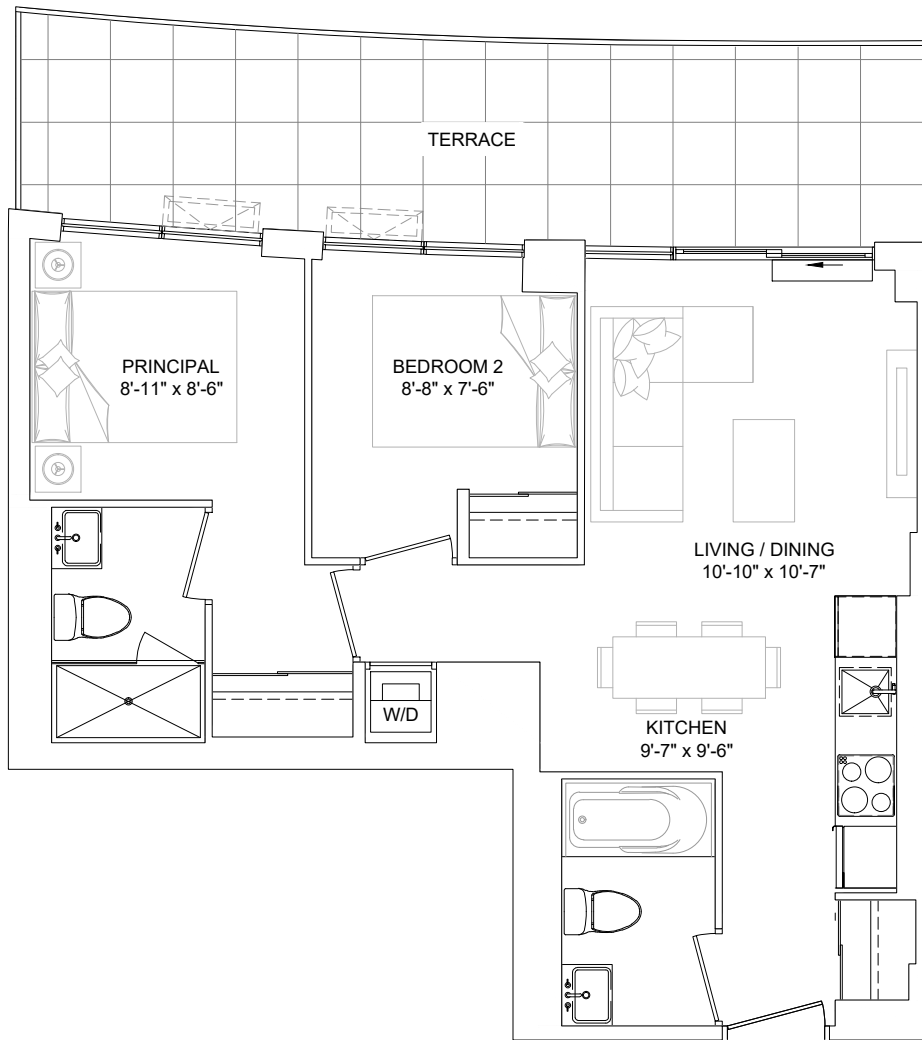 TERRACE
PRINCIPAL
8'-11" x 8'-6"
BEDROOM 2
8'-8" x 7'-6"
LIVING / DINING
10'-10" x 10'-7"
W/D
KITCHEN
9'-7" x 9'-6"